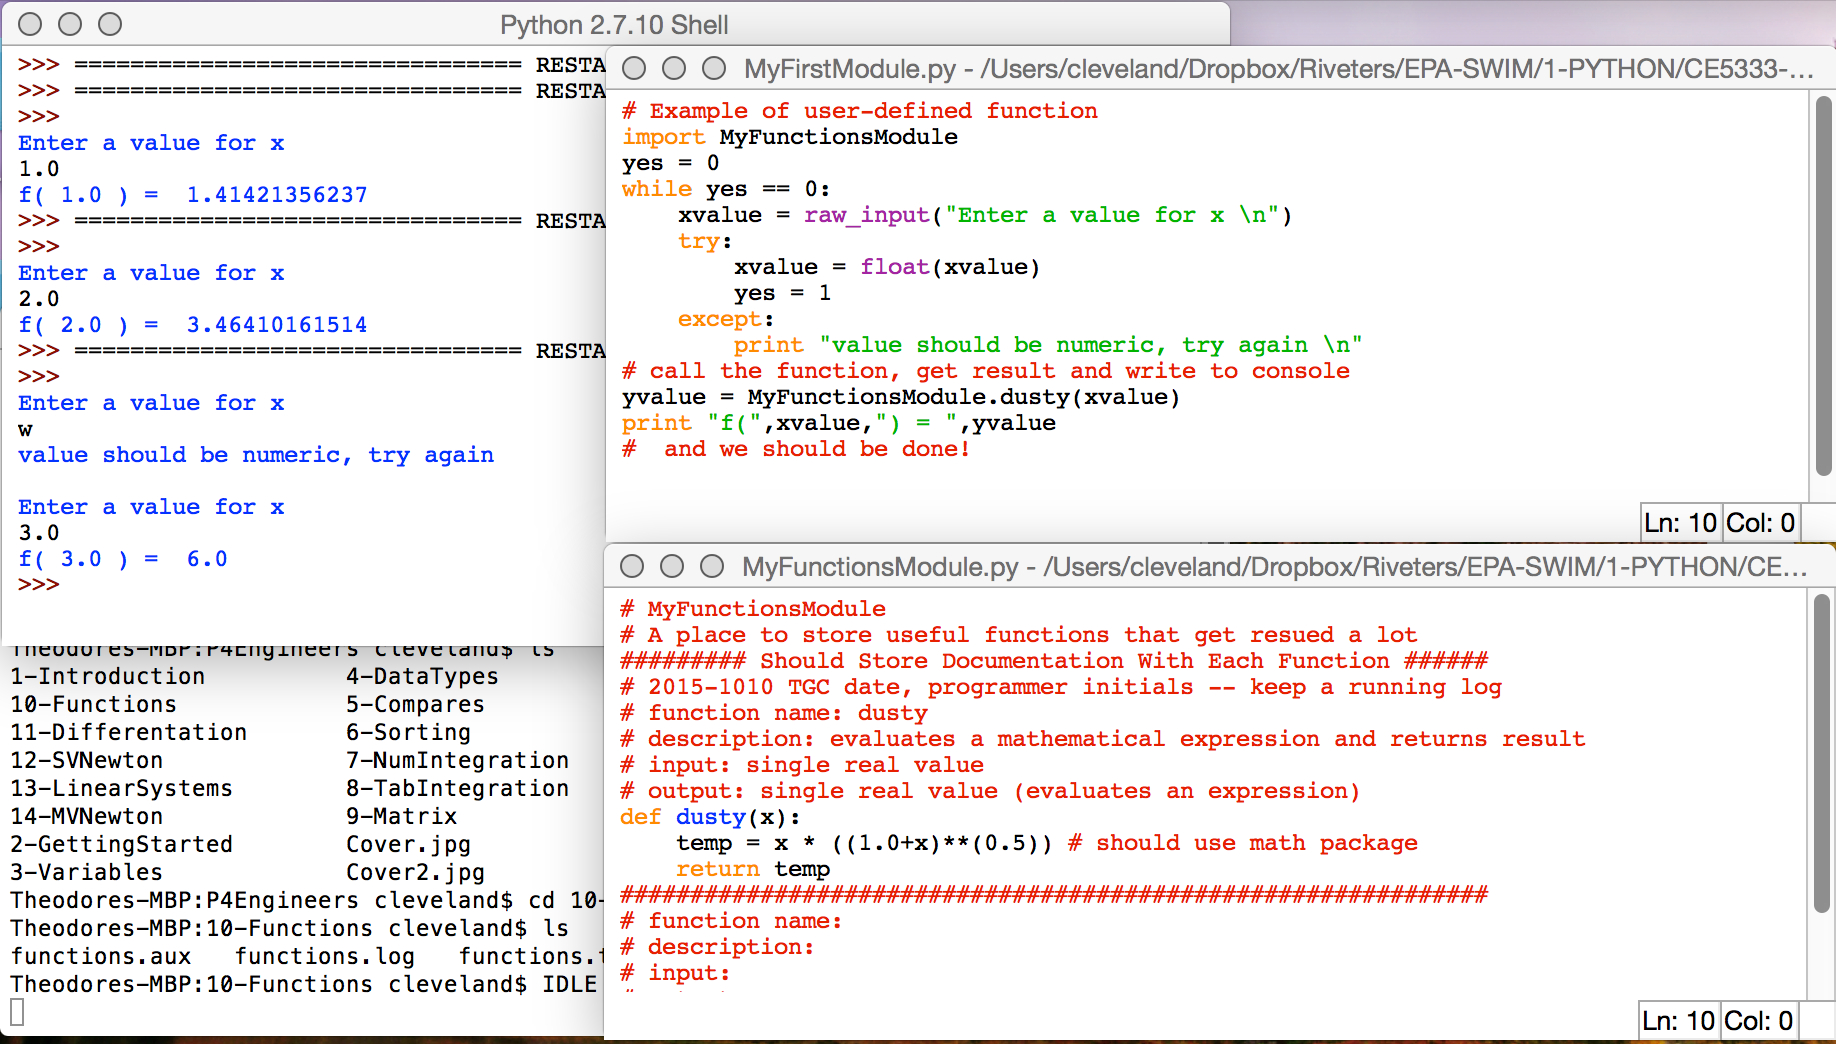 Python 2.7.10 Shell
>>> ================================ RESTA
>>> ================================ RESTA
>>>
Enter a value for x
1.0
f( 1.0 ) =  1.41421356237
>>> ================================ RESTA
>>>
Enter a value for x
2.0
f( 2.0 ) =  3.46410161514
>>> ================================ RESTA
>>>
Enter a value for x
w
value should be numeric, try again
Enter a value for x
3.0
f( 3.0 ) =  6.0
>>>
MyFirstModule.py - /Users/cleveland/Dropbox/Riveters/EPA-SWIM/1-PYTHON/CE5333-...
# Example of user-defined function
import MyFunctionsModule
yes = 0
while yes == 0:
    xvalue = raw_input("Enter a value for x \n")
    try:
        xvalue = float(xvalue)
        yes = 1
    except:
        print "value should be numeric, try again \n"
# call the function, get result and write to console
yvalue = MyFunctionsModule.dusty(xvalue)
print "f(",xvalue,") = ",yvalue
#  and we should be done!
Ln: 10 Col: 0
MyFunctionsModule.py - /Users/cleveland/Dropbox/Riveters/EPA-SWIM/1-PYTHON/CE...
# MyFunctionsModule
# A place to store useful functions that get resued a lot
######### Should Store Documentation With Each Function ######
# 2015-1010 TGC date, programmer initials -- keep a running log
# function name: dusty
# description: evaluates a mathematical expression and returns result
# input: single real value
# output: single real value (evaluates an expression)
def dusty(x):
    temp = x * ((1.0+x)**(0.5)) # should use math package
    return temp
##############################################################
# function name:
# description:
# input:
Ln: 10 Col: 0
Theodores-MBP:P4Engineers cleveland$ ls
1-Introduction          4-DataTypes
10-Functions            5-Compares
11-Differentation       6-Sorting
12-SVNewton             7-NumIntegration
13-LinearSystems        8-TabIntegration
14-MVNewton             9-Matrix
2-GettingStarted        Cover.jpg
3-Variables             Cover2.jpg
Theodores-MBP:P4Engineers cleveland$ cd 10-
Theodores-MBP:10-Functions cleveland$ ls
functions.aux   functions.log   functions.
Theodores-MBP:10-Functions cleveland$ IDLE